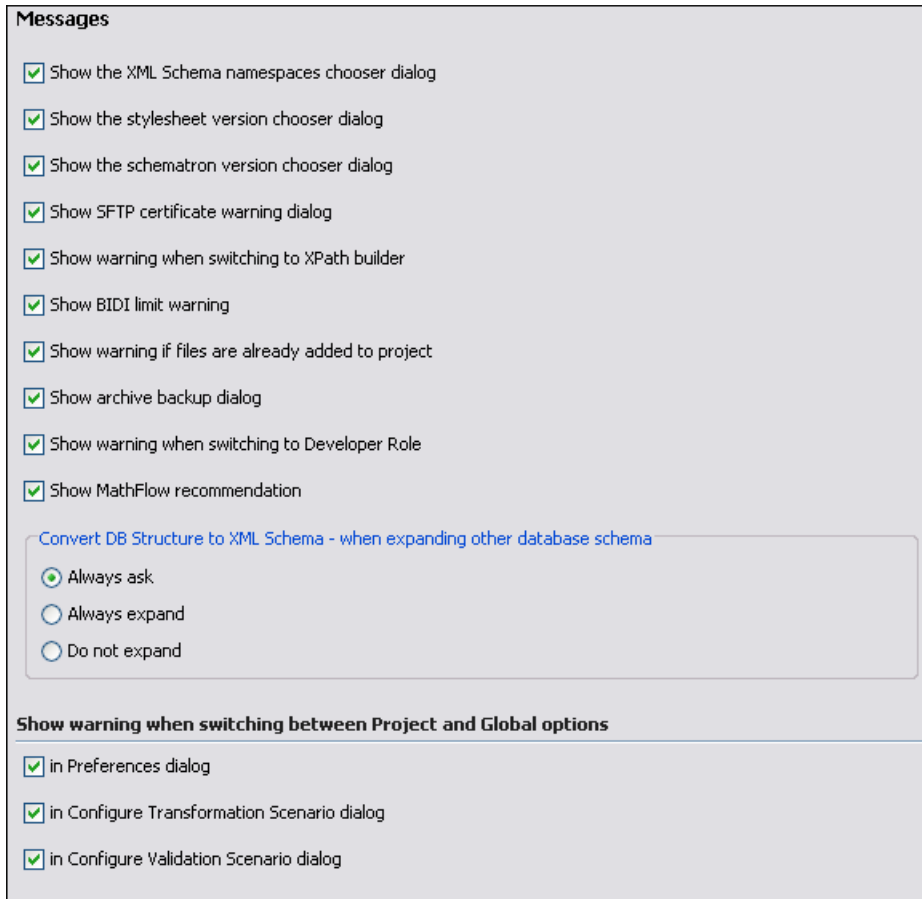 Messages
Show the XML Schema namespaces chooser dialog
Show the stylesheet version chooser dialog
Show the schematron version chooser dialog
Show SFTP certificate warning dialog
Show warning when switching to XPath builder
Show BIDI limit warning
Show warning if files are already added to project
Show archive backup dialog
Show warning when switching to Developer Role
Show MathFlow recommendation
Convert DB Structure to XML Schema - when expanding other database schema
Always ask
Always expand
Do not expand
Show warning when switching between Project and Global options
in Preferences dialog
in Configure Transformation Scenario dialog
in Configure Validation Scenario dialog